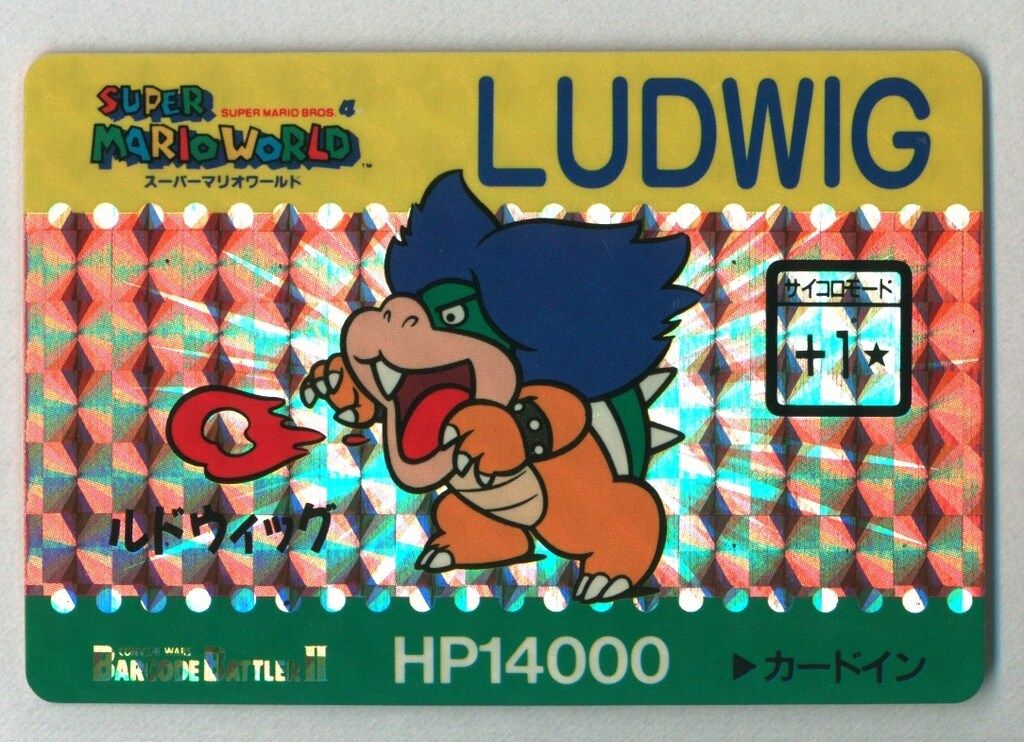 SUPER
SUPER MARIO BROS. 4
MARIO WORLD™
スーパーマリオワールド
LUDWIG
サイコロモード
+1★
ルドウィッグ
CONVENI WARS
BARCODE BATTLER II
HP14000
▶カードイン